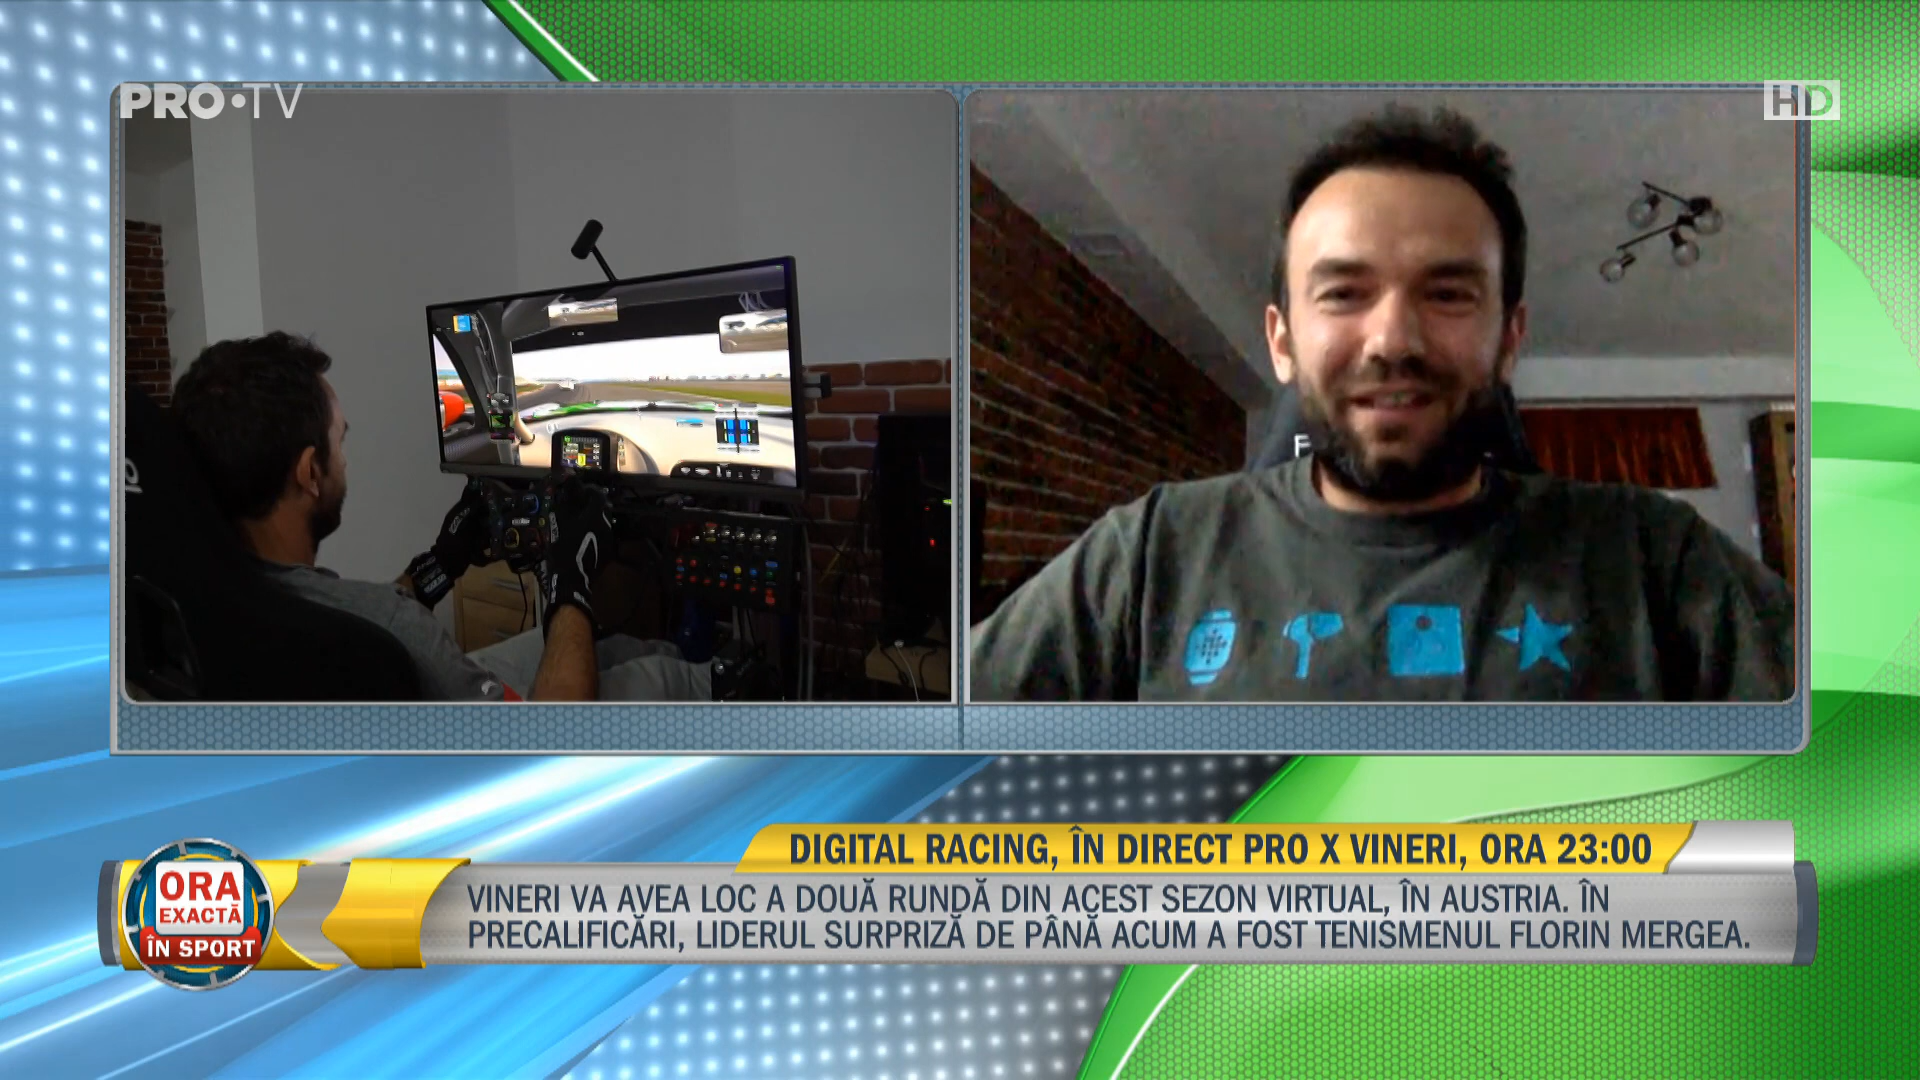 PRO•TV
HD
DIGITAL RACING, ÎN DIRECT PRO X VINERI, ORA 23:00
ORA
EXACTĂ
ÎN SPORT
VINERI VA AVEA LOC A DOUĂ RUNDĂ DIN ACEST SEZON VIRTUAL, ÎN AUSTRIA. ÎN
PRECALIFICĂRI, LIDERUL SURPRIZĂ DE PÂNĂ ACUM A FOST TENISMENUL FLORIN MERGEA.